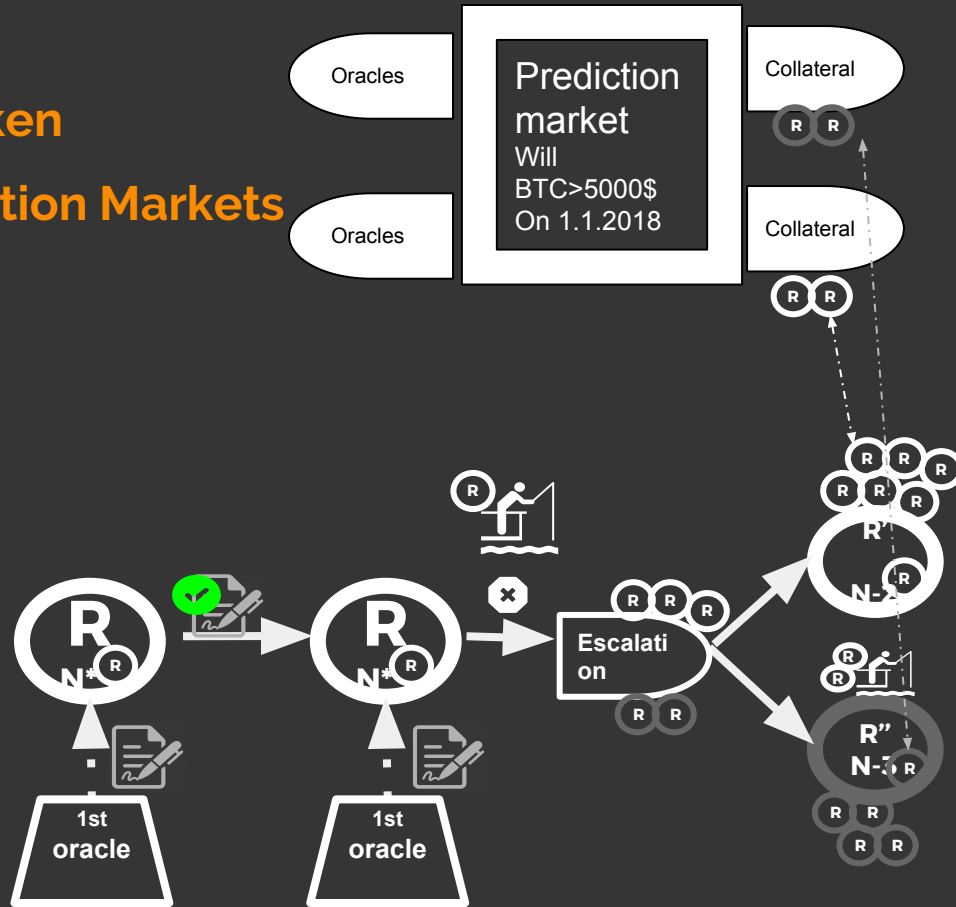 ken
tion Markets
Oracles
Prediction
market
Will
BTC>5000$
On 1.1.2018
Collateral
R R
Oracles
Collateral
R R
R R R
R R R
R
R'
R
N-2
R
N*
R
R
N*
R
R R R
Escalati
on
R R
R
R
R”
N-3 R
R R
R R
1st
oracle
1st
oracle